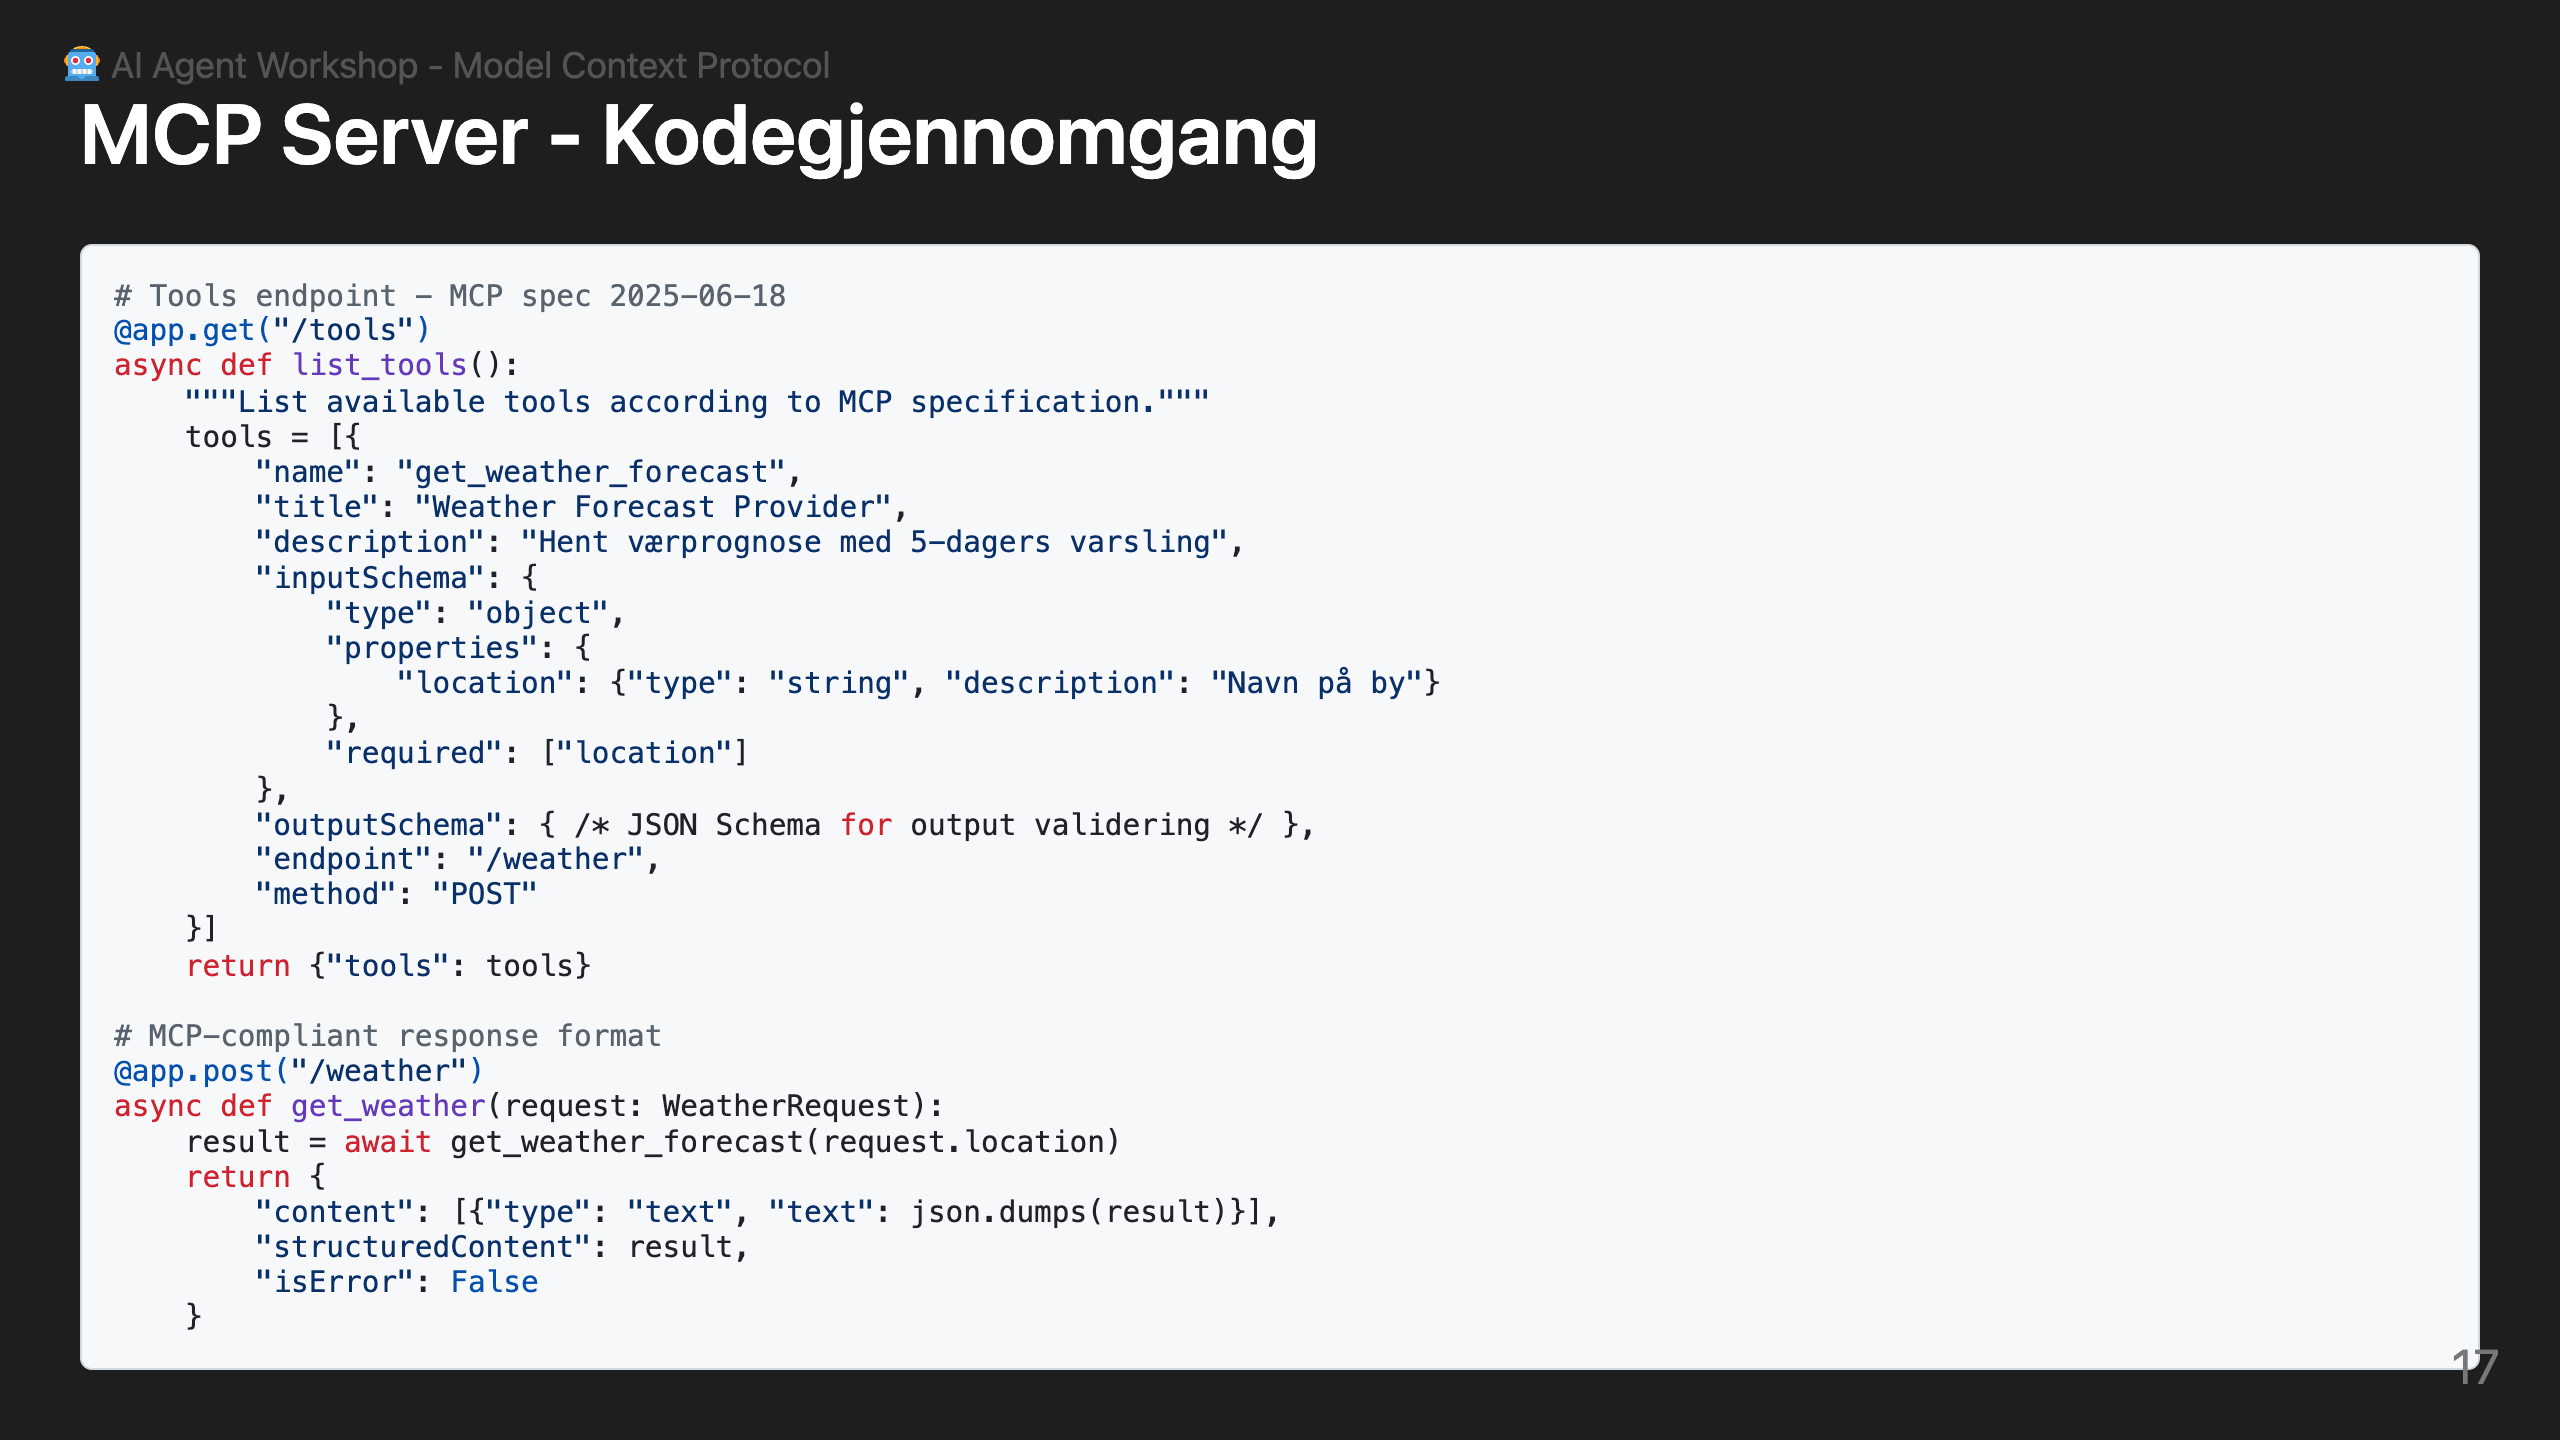 AI Agent Workshop - Model Context Protocol
MCP Server - Kodegjennomgang
# Tools endpoint - MCP spec 2025-06-18
@app.get("/tools")
async def list_tools():
    """List available tools according to MCP specification."""
    tools = [{
        "name": "get_weather_forecast",
        "title": "Weather Forecast Provider",
        "description": "Hent værprognose med 5-dagers varsling",
        "inputSchema": {
            "type": "object",
            "properties": {
                "location": {"type": "string", "description": "Navn på by"}
            },
            "required": ["location"]
        },
        "outputSchema": { /* JSON Schema for output validering */ },
        "endpoint": "/weather",
        "method": "POST"
    }]
    return {"tools": tools}
# MCP-compliant response format
@app.post("/weather")
async def get_weather(request: WeatherRequest):
    result = await get_weather_forecast(request.location)
    return {
        "content": [{"type": "text", "text": json.dumps(result)}],
        "structuredContent": result,
        "isError": False
    }
17